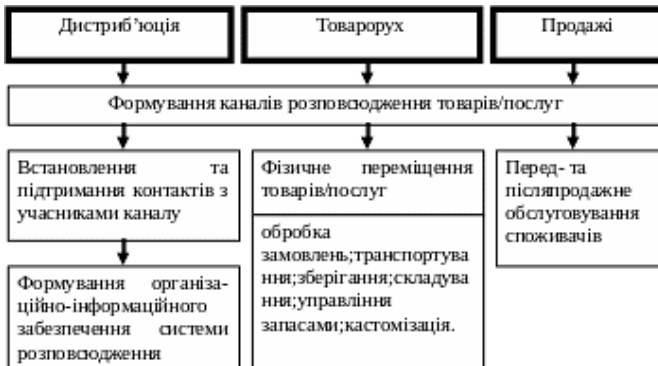 Дистриб’юція
Товарорух
Продажі
Формування каналів розповсюдження товарів/послуг
Встановлення та
підтримання контактів з
учасниками каналу
Фізичне переміщення
товарів/послуг
Перед- та
післяпродажне
обслуговування
споживачів
обробка
замовлень;транспортува
ння;зберігання;складува
ння;управління
запасами;кастомізація.
Формування організа-
ційно-інформаційного
забезпечення системи
розповсюдження